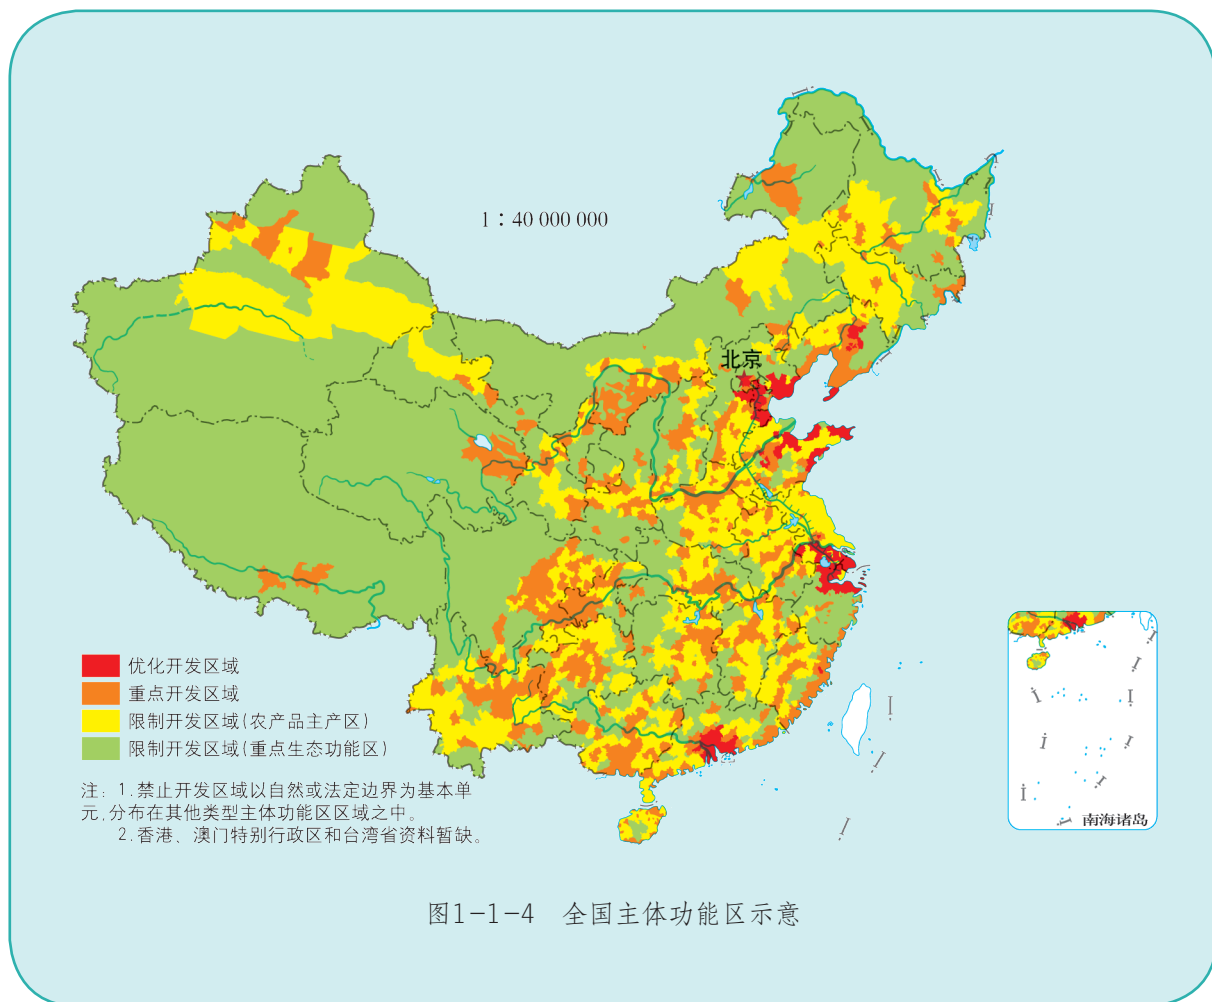 1：40 000 000
北京
优化开发区域
重点开发区域
限制开发区域(农产品主产区)
限制开发区域(重点生态功能区)
注：1.禁止开发区域以自然或法定边界为基本单
元,分布在其他类型主体功能区区域之中。
2.香港、澳门特别行政区和台湾省资料暂缺。
南海诸岛
图1-1-4 全国主体功能区示意